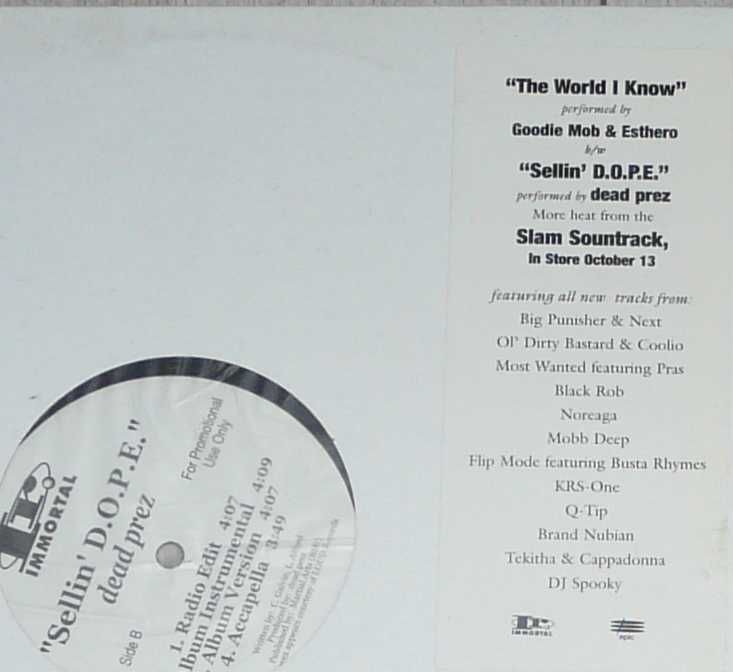 “The World I Know”
performed by
Goodie Mob & Esthero
b/w
“Sellin’ D.O.P.E.”
performed by dead prez
More heat from the
Slam Sountrack,
In Store October 13
featuring all new tracks from:
Big Punisher & Next
Ol’ Dirty Bastard & Coolio
Most Wanted featuring Pras
Black Rob
Noreaga
Mobb Deep
Flip Mode featuring Busta Rhymes
KRS-One
Q-Tip
Brand Nubian
Tekitha & Cappadonna
DJ Spooky
IMMORTAL
IMMORTAL
"Sellin' D.O.P.E."
dead prez
For Promotional
Use Only
Side B
1. Radio Edit 4:07
lbum Instrumental 4:09
Album Version 4:07
4. Accapella 3:49